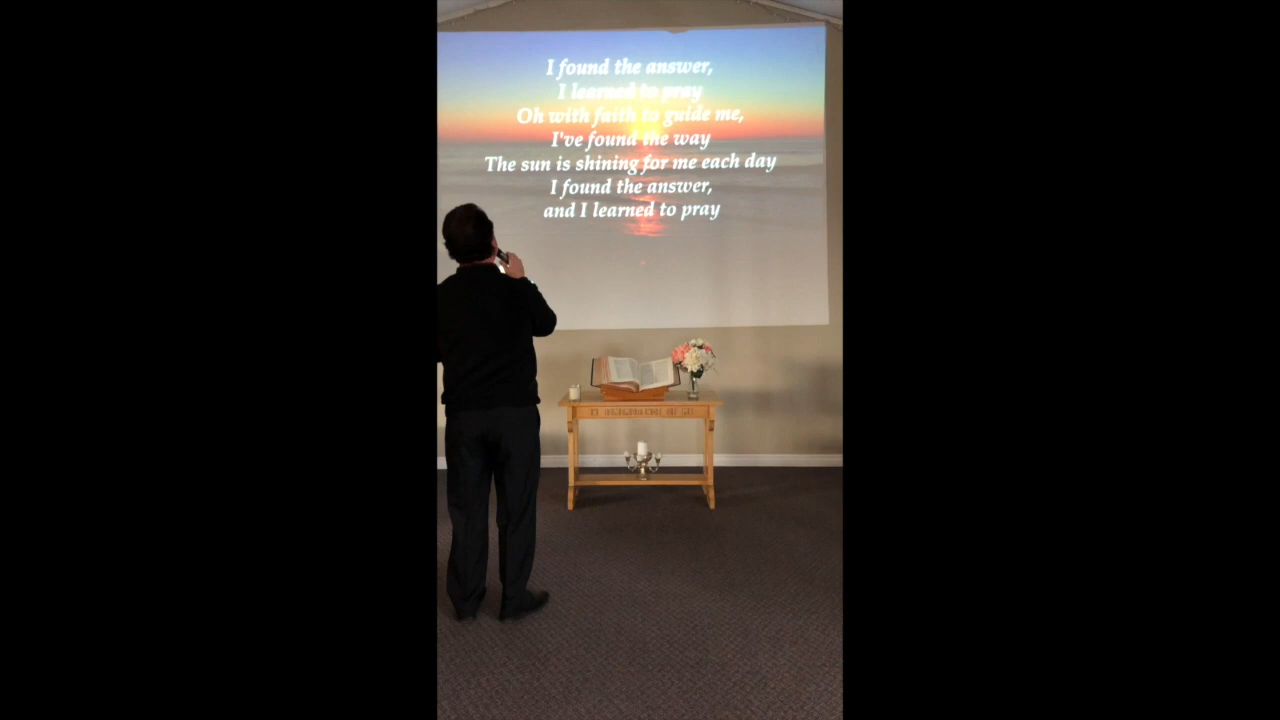 I found the answer,
I learned to pray
Oh with faith to guide me,
I've found the way
The sun is shining for me each day
I found the answer,
and I learned to pray